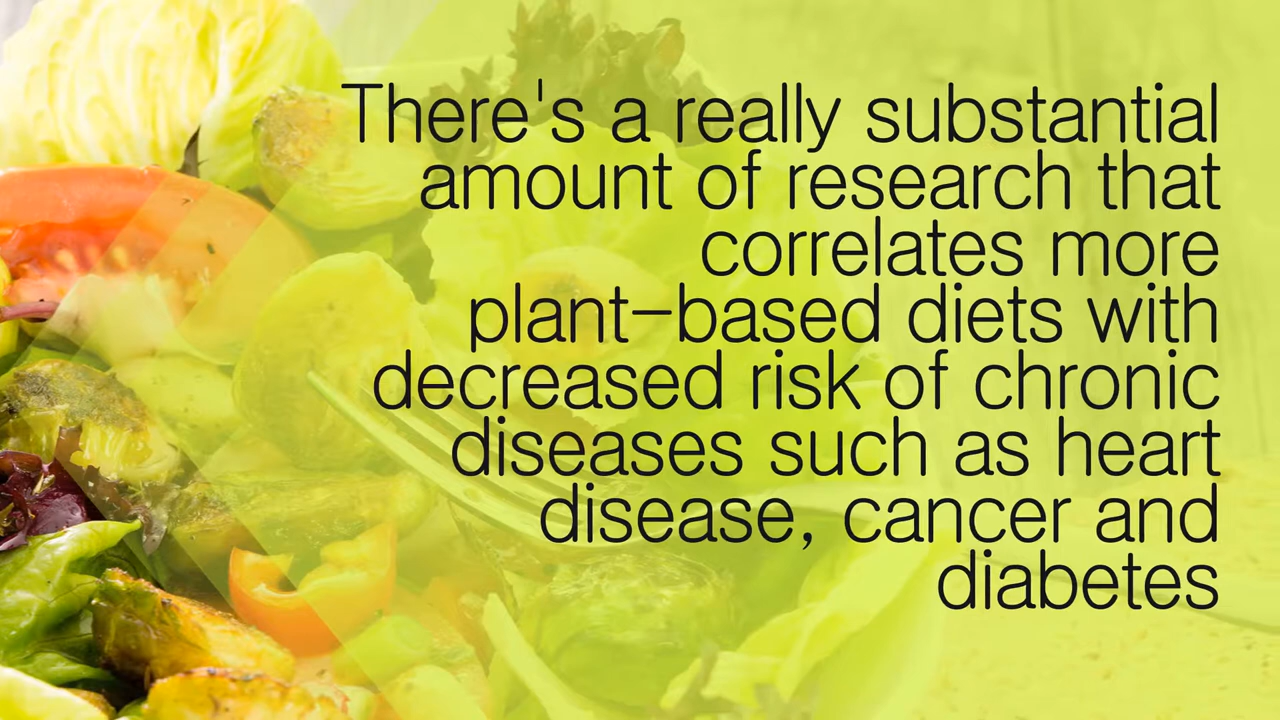 There's a really substantial
amount of research that
correlates more
plant-based diets with
decreased risk of chronic
diseases such as heart
disease, cancer and
diabetes